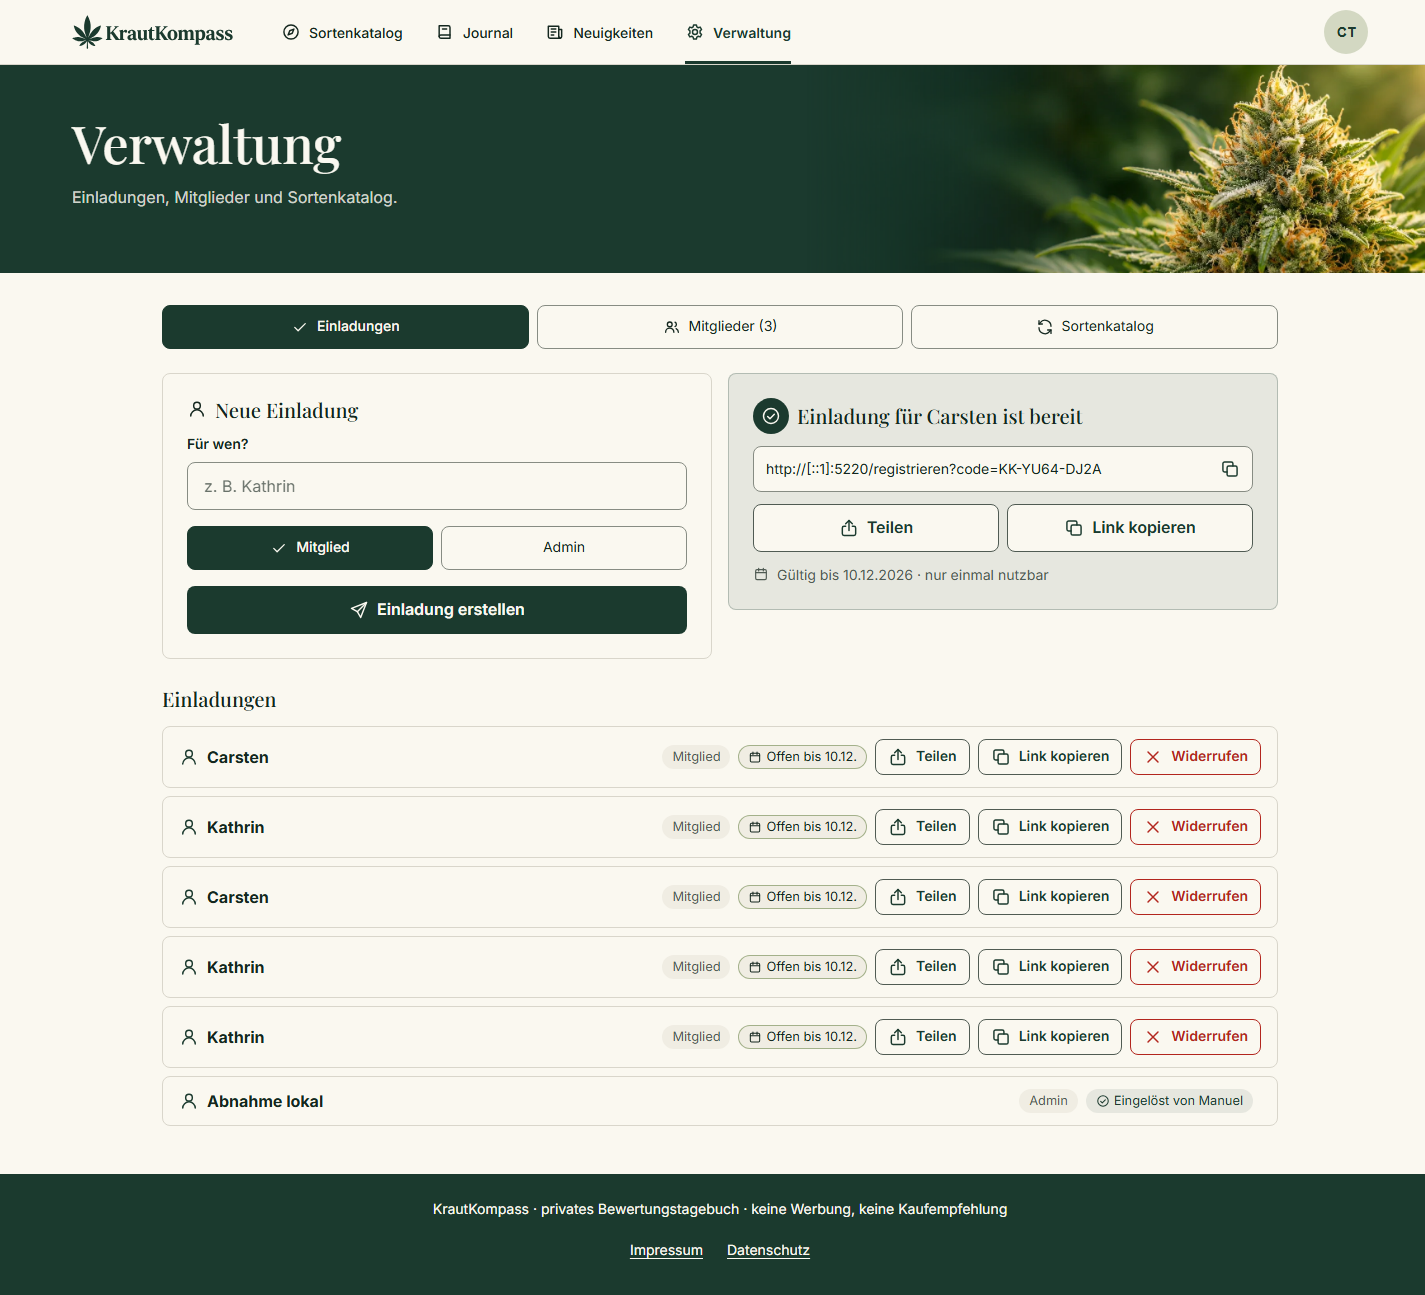 KrautKompass
Sortenkatalog
Journal
Neuigkeiten
Verwaltung
CT
Verwaltung
Einladungen, Mitglieder und Sortenkatalog.
Einladungen
Mitglieder (3)
Sortenkatalog
Neue Einladung
Für wen?
z. B. Kathrin
Mitglied
Admin
Einladung erstellen
Einladung für Carsten ist bereit
http://[::1]:5220/registrieren?code=KK-YU64-DJ2A
Teilen
Link kopieren
Gültig bis 10.12.2026 · nur einmal nutzbar
Einladungen
Carsten Mitglied Offen bis 10.12. Teilen Link kopieren Widerrufen
Kathrin Mitglied Offen bis 10.12. Teilen Link kopieren Widerrufen
Carsten Mitglied Offen bis 10.12. Teilen Link kopieren Widerrufen
Kathrin Mitglied Offen bis 10.12. Teilen Link kopieren Widerrufen
Kathrin Mitglied Offen bis 10.12. Teilen Link kopieren Widerrufen
Abnahme lokal Admin Eingelöst von Manuel
KrautKompass · privates Bewertungstagebuch · keine Werbung, keine Kaufempfehlung
Impressum Datenschutz